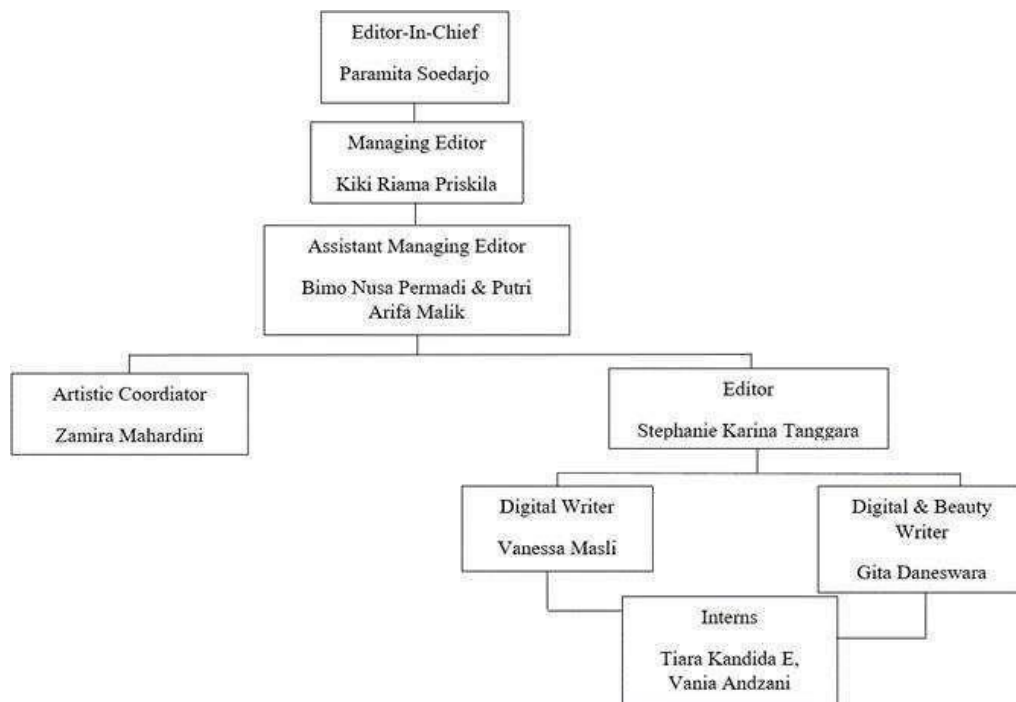 Editor-In-Chief
Paramita Soedarjo
Managing Editor
Kiki Riama Priskila
Assistant Managing Editor
Bimo Nusa Permadi & Putri
Arifa Malik
Artistic Coordiator
Zamira Mahardini
Editor
Stephanie Karina Tanggara
Digital Writer
Vanessa Masli
Digital & Beauty
Writer
Gita Daneswara
Interns
Tiara Kandida E,
Vania Andzani